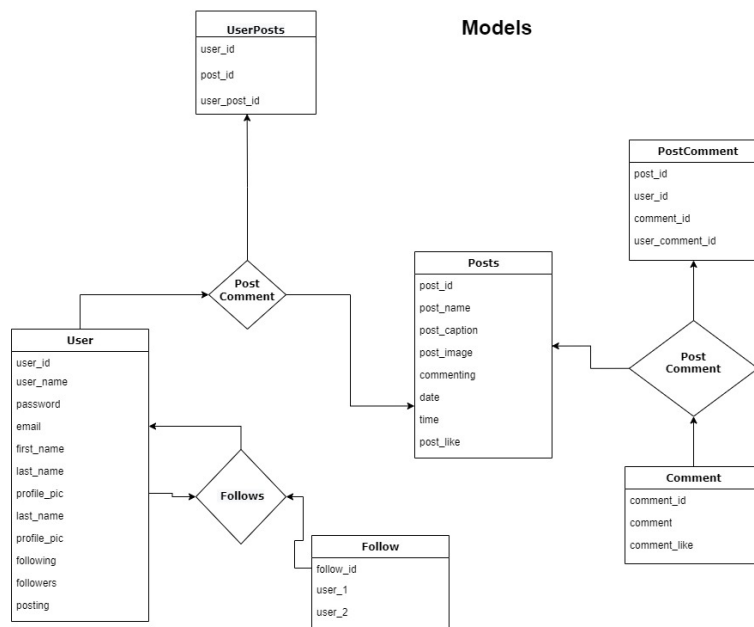 Models
UserPosts
user_id
post_id
user_post_id
PostComment
post_id
user_id
comment_id
user_comment_id
Post
Comment
Posts
post_id
post_name
post_caption
post_image
commenting
date
time
post_like
Post
Comment
User
user_id
user_name
password
email
first_name
last_name
profile_pic
last_name
profile_pic
following
followers
posting
Follows
Comment
comment_id
comment
comment_like
Follow
follow_id
user_1
user_2